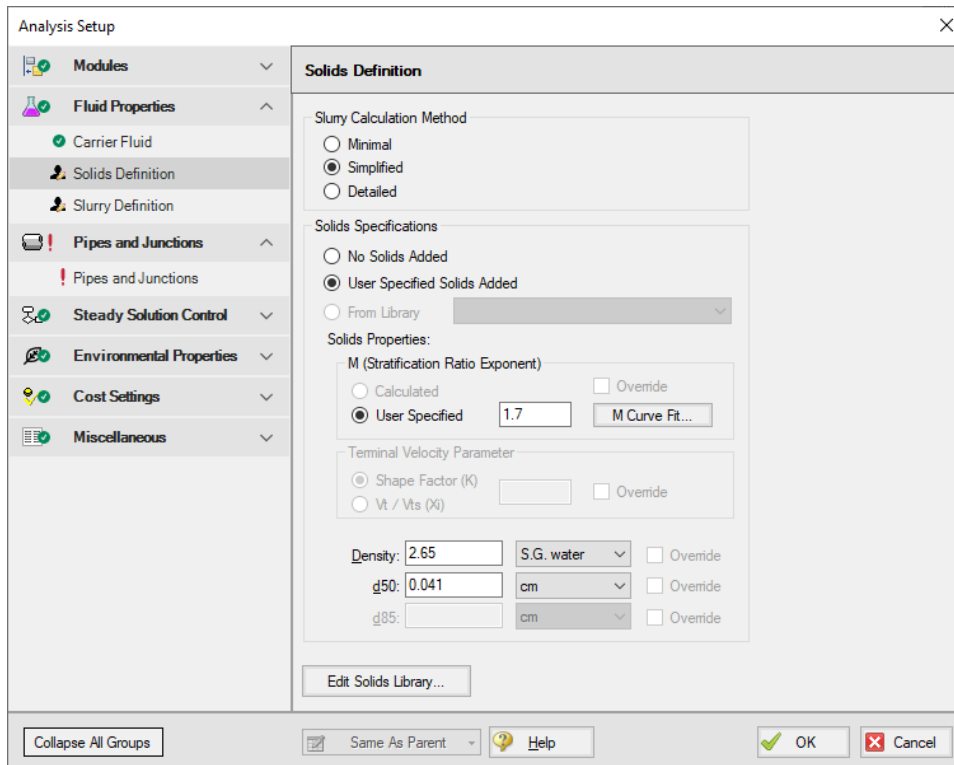 Analysis Setup
Modules
Fluid Properties
Carrier Fluid
Solids Definition
Slurry Definition
Pipes and Junctions
Pipes and Junctions
Steady Solution Control
Environmental Properties
Cost Settings
Miscellaneous
Solids Definition
Slurry Calculation Method
Minimal
Simplified
Detailed
Solids Specifications
No Solids Added
User Specified Solids Added
From Library
Solids Properties:
M (Stratification Ratio Exponent)
Calculated Override
User Specified 1.7 M Curve Fit...
Terminal Velocity Parameter
Shape Factor (K) Override
Vt / Vts (Xi)
Density: 2.65 S.G. water Override
d50: 0.041 cm Override
d85: cm Override
Edit Solids Library...
Collapse All Groups Same As Parent Help OK Cancel